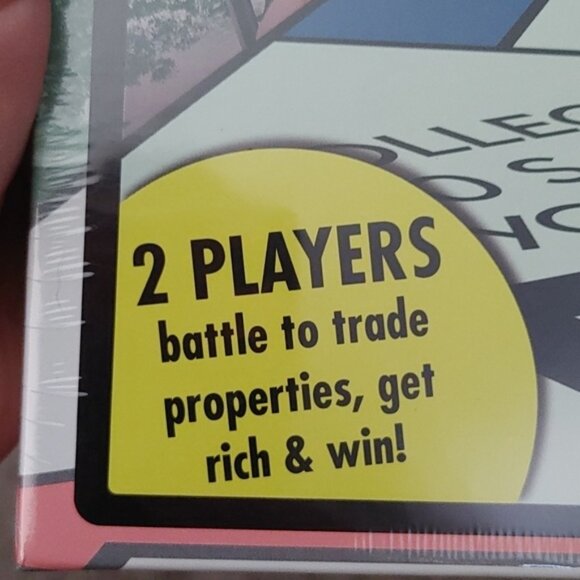 2 PLAYERS
battle to trade
properties, get
rich & win!